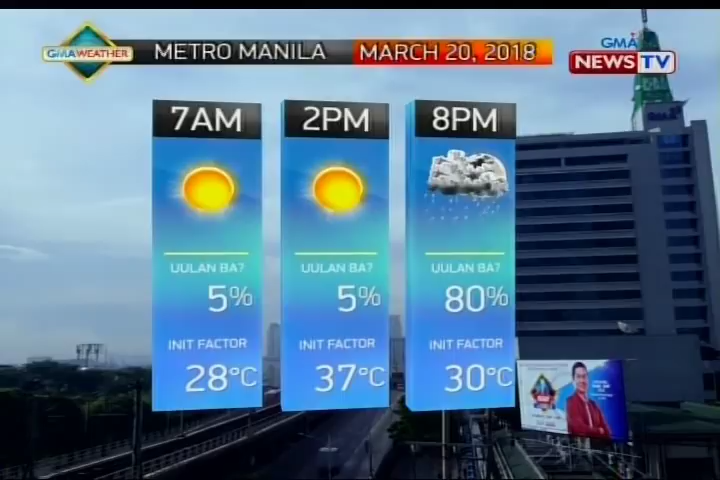 GMA WEATHER
METRO MANILA
MARCH 20, 2018
GMA
NEWS TV
7AM
UULAN BA?
5%
INIT FACTOR
28°C
2PM
UULAN BA?
5%
INIT FACTOR
37°C
8PM
UULAN BA?
80%
INIT FACTOR
30°C